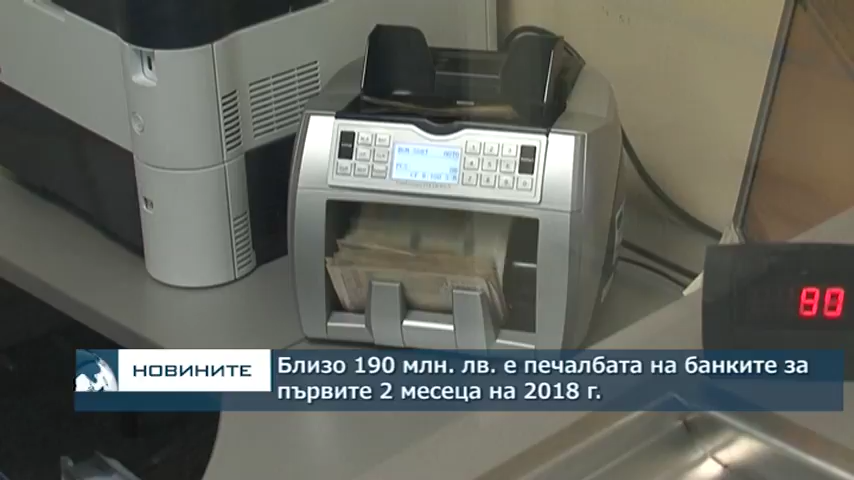 90
НОВИНИТЕ
Близо 190 млн. лв. е печалбата на банките за
първите 2 месеца на 2018 г.